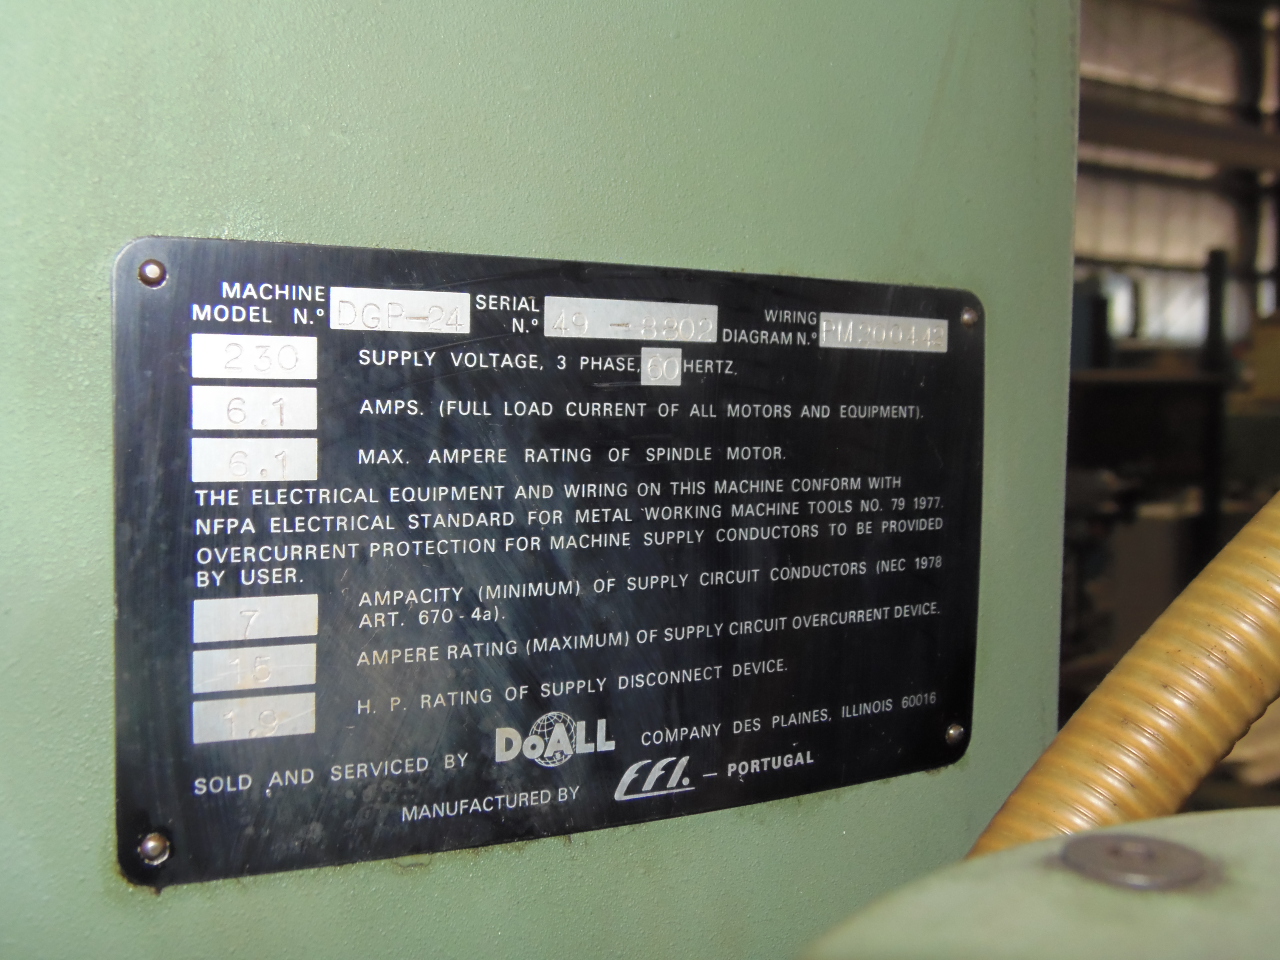 MACHINE MODEL N.º DGP-24 SERIAL N.º 49 -8802 WIRING DIAGRAM N.º PM200442
230 SUPPLY VOLTAGE, 3 PHASE, 60 HERTZ.
6.1 AMPS. (FULL LOAD CURRENT OF ALL MOTORS AND EQUIPMENT).
6.1 MAX. AMPERE RATING OF SPINDLE MOTOR.
THE ELECTRICAL EQUIPMENT AND WIRING ON THIS MACHINE CONFORM WITH
NFPA ELECTRICAL STANDARD FOR METAL WORKING MACHINE TOOLS NO. 79 1977.
OVERCURRENT PROTECTION FOR MACHINE SUPPLY CONDUCTORS TO BE PROVIDED
BY USER.
7 AMPACITY (MINIMUM) OF SUPPLY CIRCUIT CONDUCTORS (NEC 1978
ART. 670 - 4a).
15 AMPERE RATING (MAXIMUM) OF SUPPLY CIRCUIT OVERCURRENT DEVICE.
1.9 H. P. RATING OF SUPPLY DISCONNECT DEVICE.
SOLD AND SERVICED BY DoALL COMPANY DES PLAINES, ILLINOIS 60016
MANUFACTURED BY EFI. – PORTUGAL